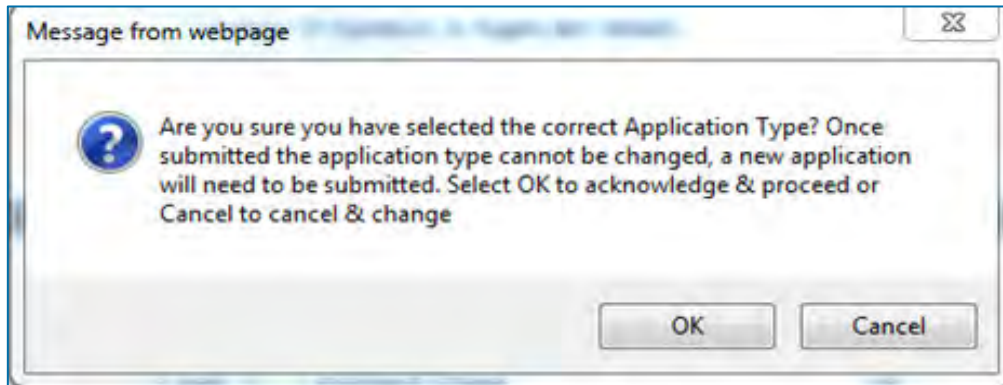 Message from webpage
Are you sure you have selected the correct Application Type? Once
submitted the application type cannot be changed, a new application
will need to be submitted. Select OK to acknowledge & proceed or
Cancel to cancel & change
OK
Cancel